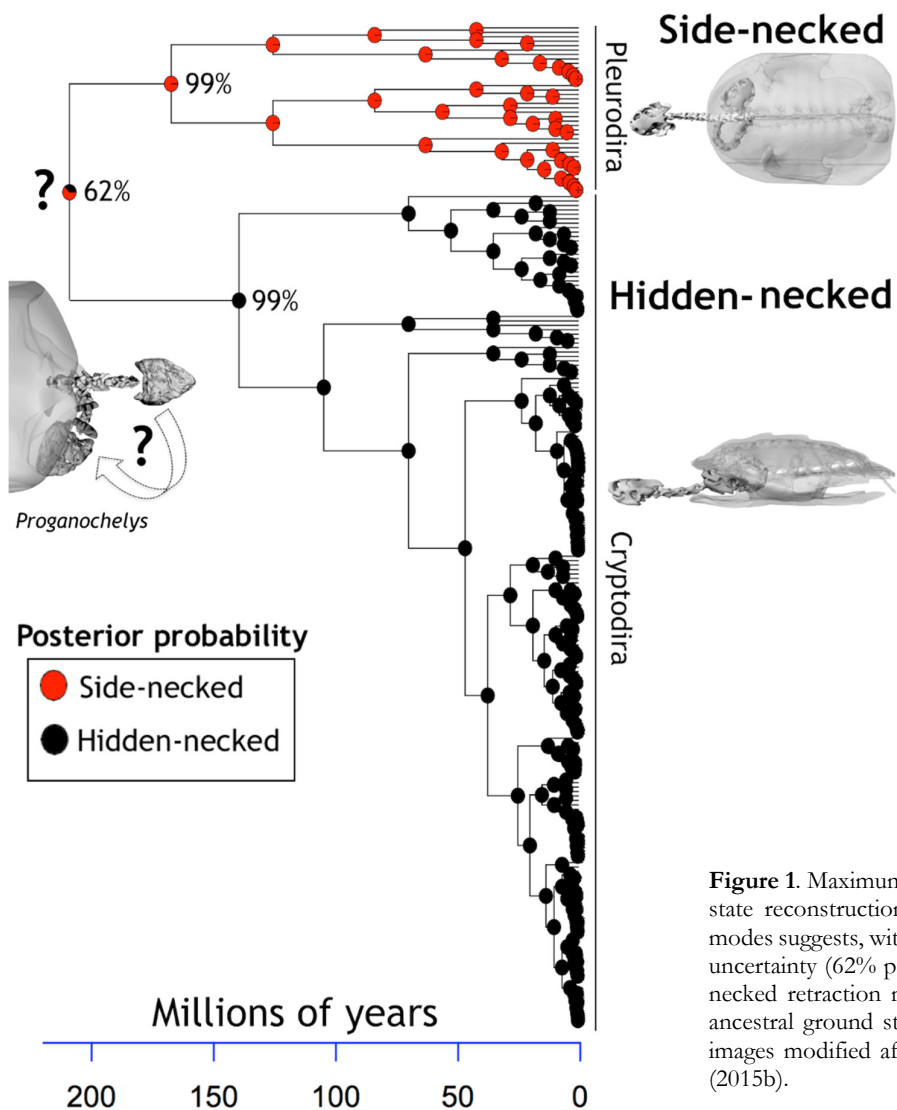 Side-necked
Pleurodira
99%
?
62%
Hidden-necked
99%
?
Proganochelys
Cryptodira
Posterior probability
Side-necked
Hidden-necked
Figure 1. Maximum
state reconstruction
modes suggests, wit
uncertainty (62% p
necked retraction r
ancestral ground st
images modified af
(2015b).
Millions of years
200 150 100 50 0